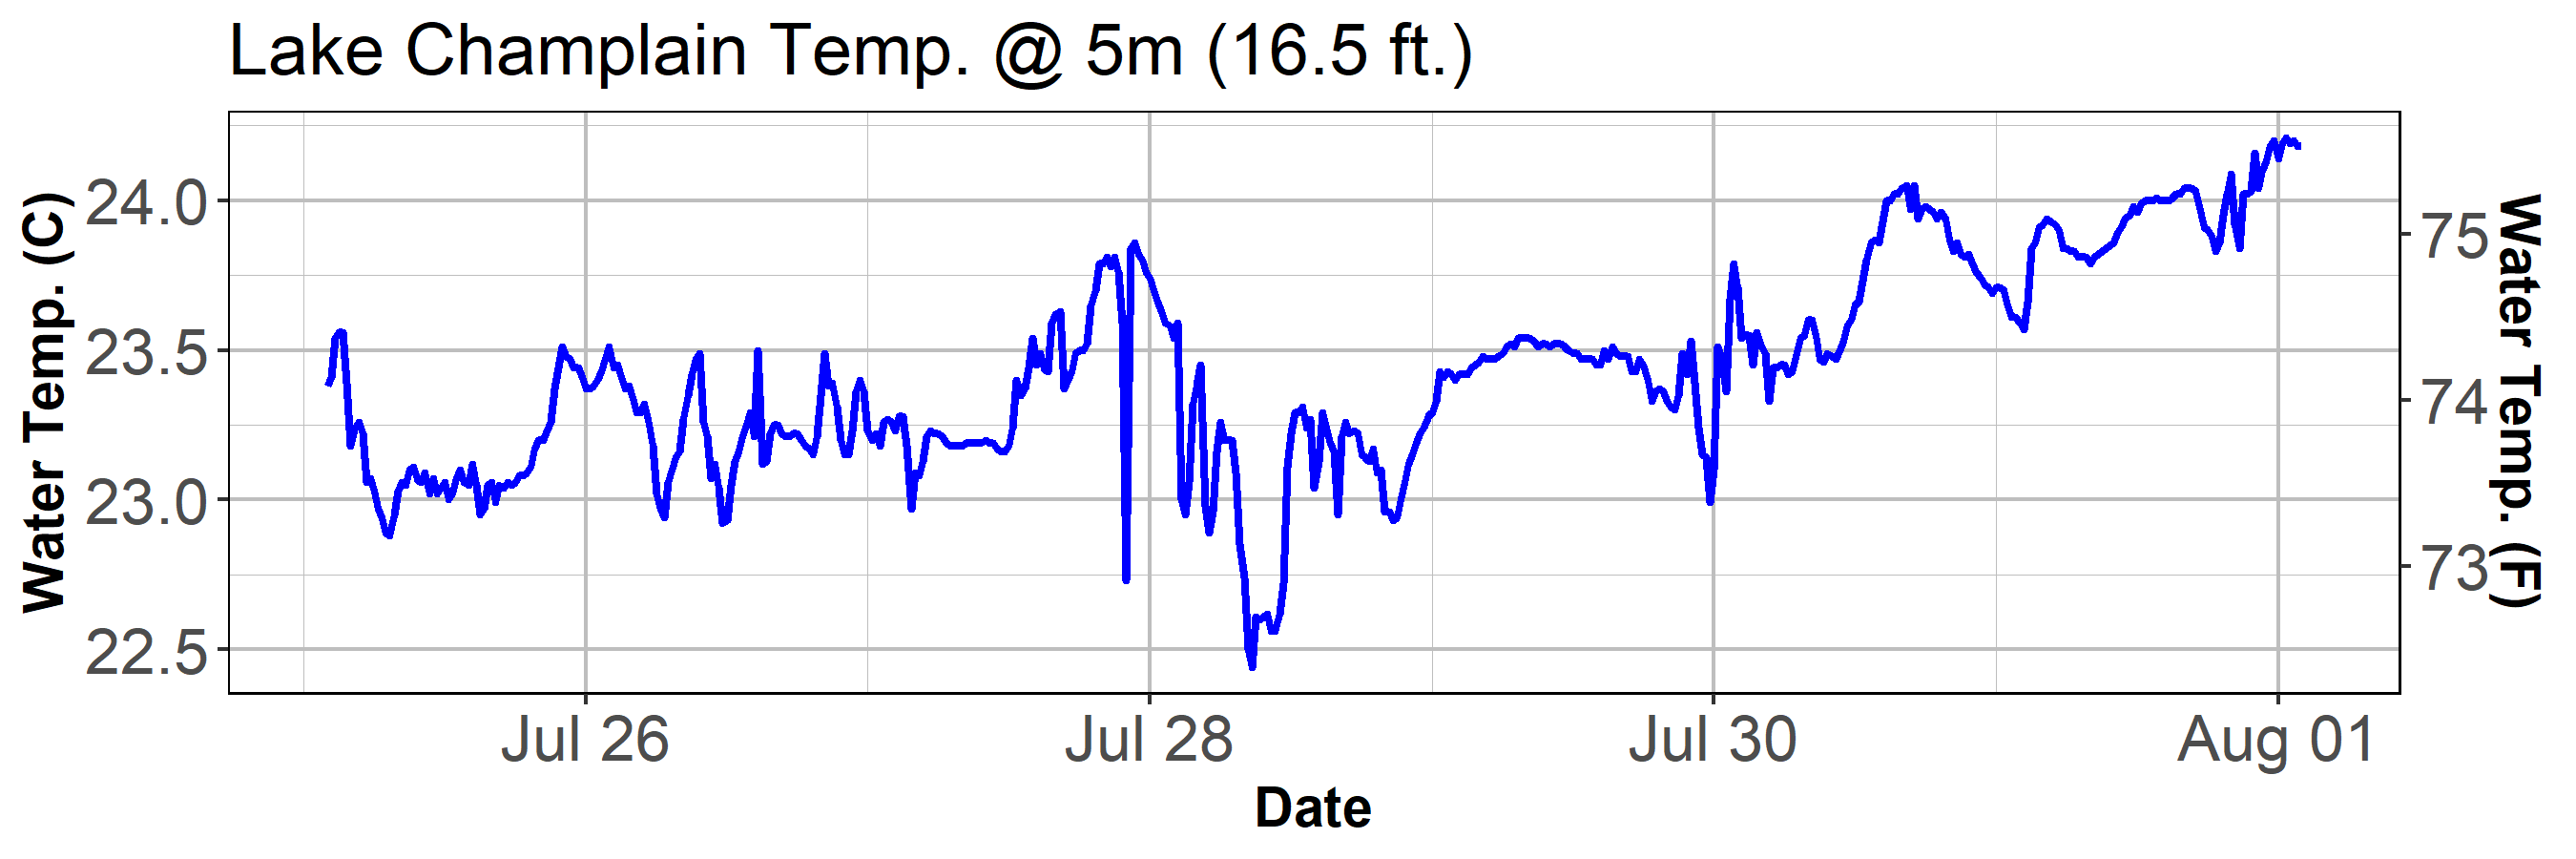 Lake Champlain Temp. @ 5m (16.5 ft.)
Water Temp. (C)
24.0
23.5
23.0
22.5
75
74
73
Water Temp. (F)
Jul 26
Jul 28
Jul 30
Aug 01
Date